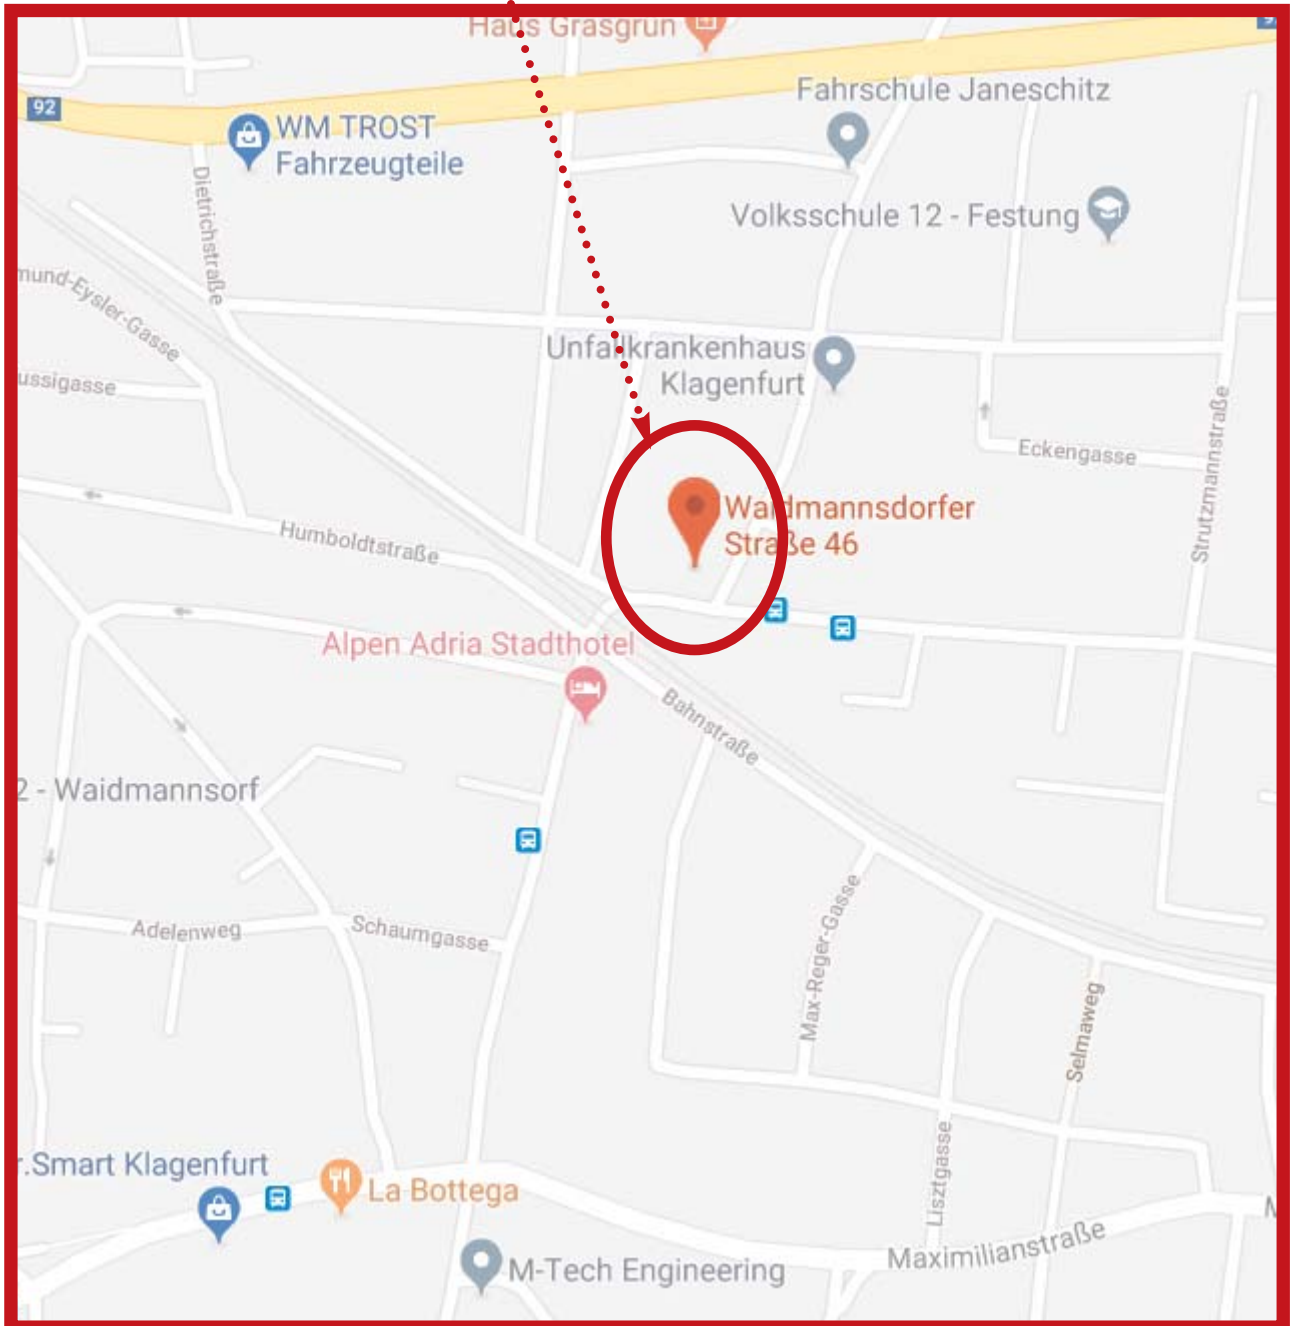 Haus Grasgrun
92
WM TROST
Fahrzeugteile
Fahrschule Janeschitz
Dietrichstraße
Volksschule 12 - Festung
mund-Eysler-Gasse
ussigasse
Unfallkrankenhaus
Klagenfurt
Eckengasse
Strutzmannstraße
Waidmannsdorfer
Straße 46
Humboldtstraße
Alpen Adria Stadthotel
Bahnstraße
2 - Waidmannsorf
Adelenweg
Schaumgasse
Max-Reger-Gasse
Selmaweg
r.Smart Klagenfurt
La Bottega
Lisztgasse
Maximilianstraße
M-Tech Engineering